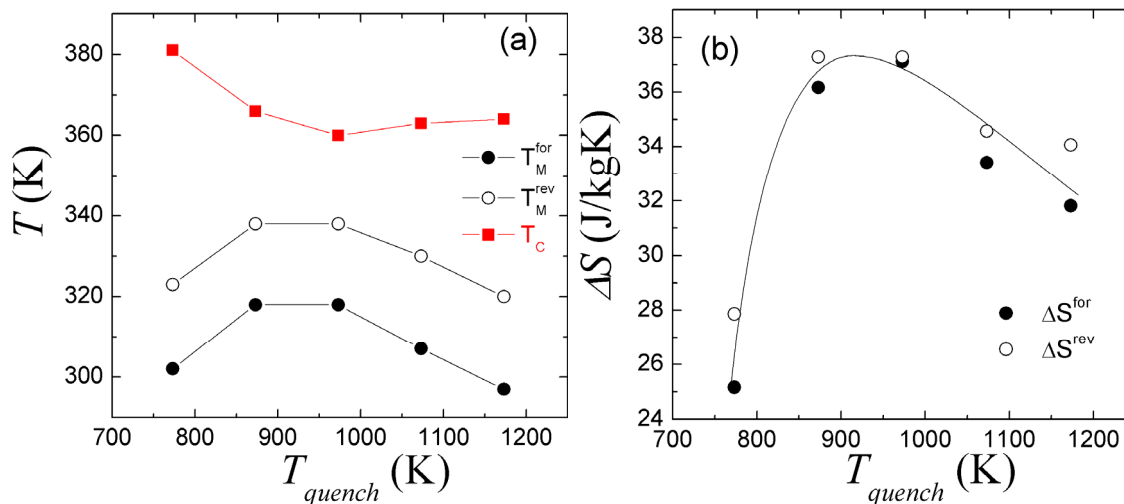 (a)
380
360
340
320
300
T (K)
T_M^for
T_M^rev
T_C
700 800 900 1000 1100 1200
T_quench (K)
(b)
38
36
34
32
30
28
26
24
ΔS (J/kgK)
ΔS^for
ΔS^rev
700 800 900 1000 1100 1200
T_quench (K)